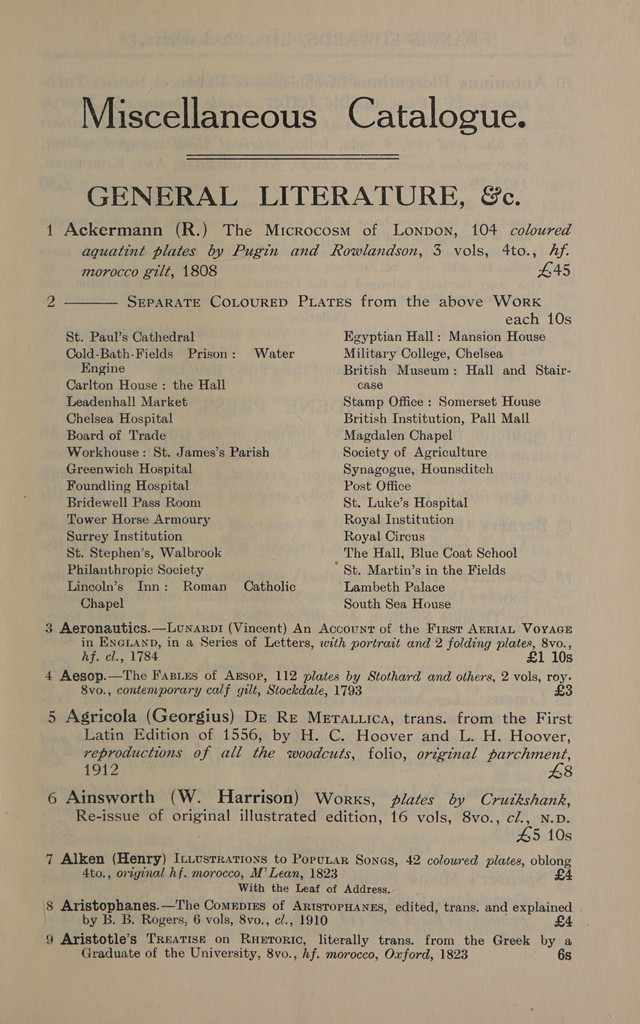 Miscellaneous Catalogue.
GENERAL LITERATURE, &c.
1 Ackermann (R.) The Microcosm of London, 104 coloured
aquatint plates by Pugin and Rowlandson, 3 vols, 4to., hf.
morocco gilt, 1808 £45
2 ——— Separate Coloured Plates from the above Work
each 10s
St. Paul's Cathedral
Cold-Bath-Fields Prison: Water
Engine
Carlton House: the Hall
Leadenhall Market
Chelsea Hospital
Board of Trade
Workhouse: St. James's Parish
Greenwich Hospital
Foundling Hospital
Bridewell Pass Room
Tower Horse Armoury
Surrey Institution
St. Stephen's, Walbrook
Philanthropic Society
Lincoln's Inn: Roman Catholic
Chapel
Egyptian Hall: Mansion House
Military College, Chelsea
British Museum: Hall and Stair-
case
Stamp Office: Somerset House
British Institution, Pall Mall
Magdalen Chapel
Society of Agriculture
Synagogue, Hounsditch
Post Office
St. Luke's Hospital
Royal Institution
Royal Circus
The Hall, Blue Coat School
St. Martin's in the Fields
Lambeth Palace
South Sea House
3 Aeronautics.—Lunardi (Vincent) An Account of the First Aerial Voyage
in England, in a Series of Letters, with portrait and 2 folding plates, 8vo.,
hf. cl., 1784 £1 10s
4 Aesop.—The Fables of Aesop, 112 plates by Stothard and others, 2 vols, roy.
8vo., contemporary calf gilt, Stockdale, 1793 £3
5 Agricola (Georgius) De Re Metallica, trans. from the First
Latin Edition of 1556, by H. C. Hoover and L. H. Hoover,
reproductions of all the woodcuts, folio, original parchment,
1912 £8
6 Ainsworth (W. Harrison) Works, plates by Cruikshank,
Re-issue of original illustrated edition, 16 vols, 8vo., cl., N.D.
£5 10s
7 Alken (Henry) Illustrations to Popular Songs, 42 coloured plates, oblong
4to., original hf. morocco, M'Lean, 1823 £4
With the Leaf of Address.
8 Aristophanes.—The Comedies of Aristophanes, edited, trans. and explained
by B. B. Rogers, 6 vols, 8vo., cl., 1910 £4
9 Aristotle's Treatise on Rhetoric, literally trans. from the Greek by a
Graduate of the University, 8vo., hf. morocco, Oxford, 1823 6s